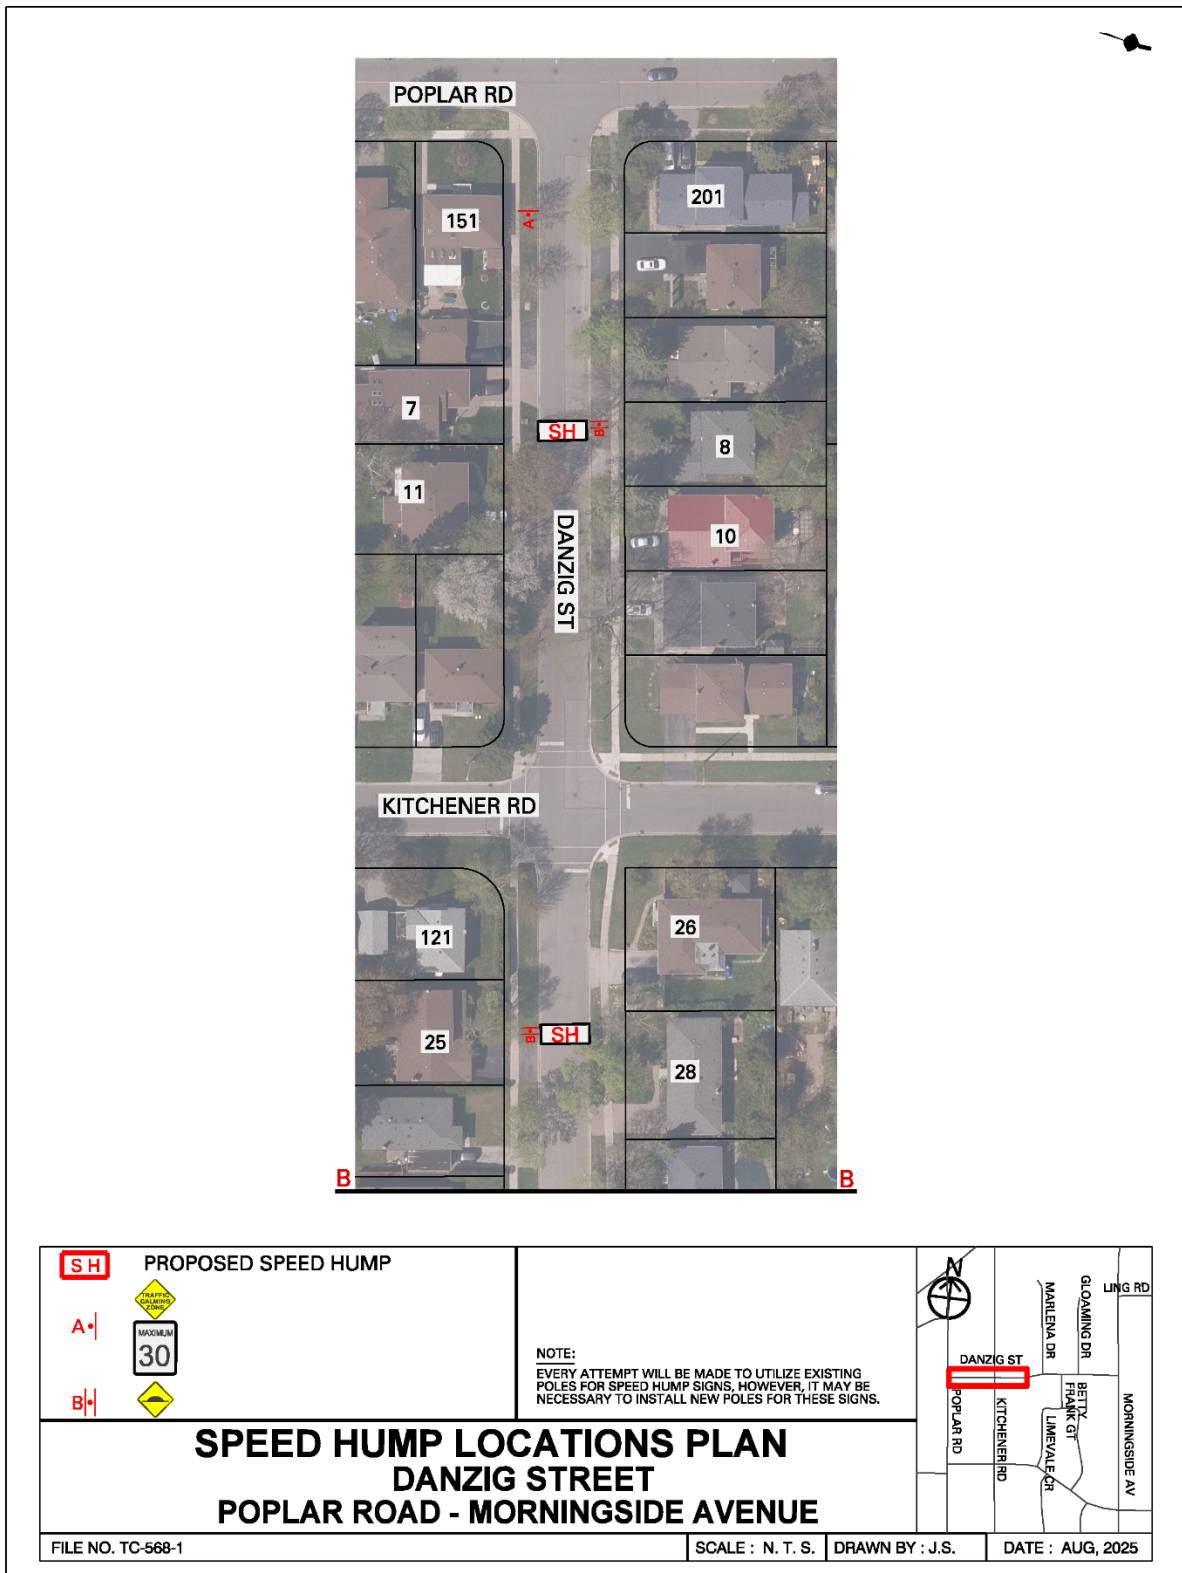 POPLAR RD
151
A
201
7
SH
B
8
11
10
DANZIG ST
KITCHENER RD
121
26
25
B
SH
28
B
B
SH
PROPOSED SPEED HUMP
TRAFFIC
CALMING
ZONE
A
MAXIMUM
30
B
NOTE:
EVERY ATTEMPT WILL BE MADE TO UTILIZE EXISTING
POLES FOR SPEED HUMP SIGNS, HOWEVER, IT MAY BE
NECESSARY TO INSTALL NEW POLES FOR THESE SIGNS.
N
MARLENA DR
GLOAMING DR
LING RD
DANZIG ST
POPLAR RD
KITCHENER RD
LIMEVALE CR
BETTY
FRANK GT
MORNINGSIDE AV
SPEED HUMP LOCATIONS PLAN
DANZIG STREET
POPLAR ROAD - MORNINGSIDE AVENUE
FILE NO. TC-568-1
SCALE : N. T. S.
DRAWN BY : J.S.
DATE : AUG, 2025